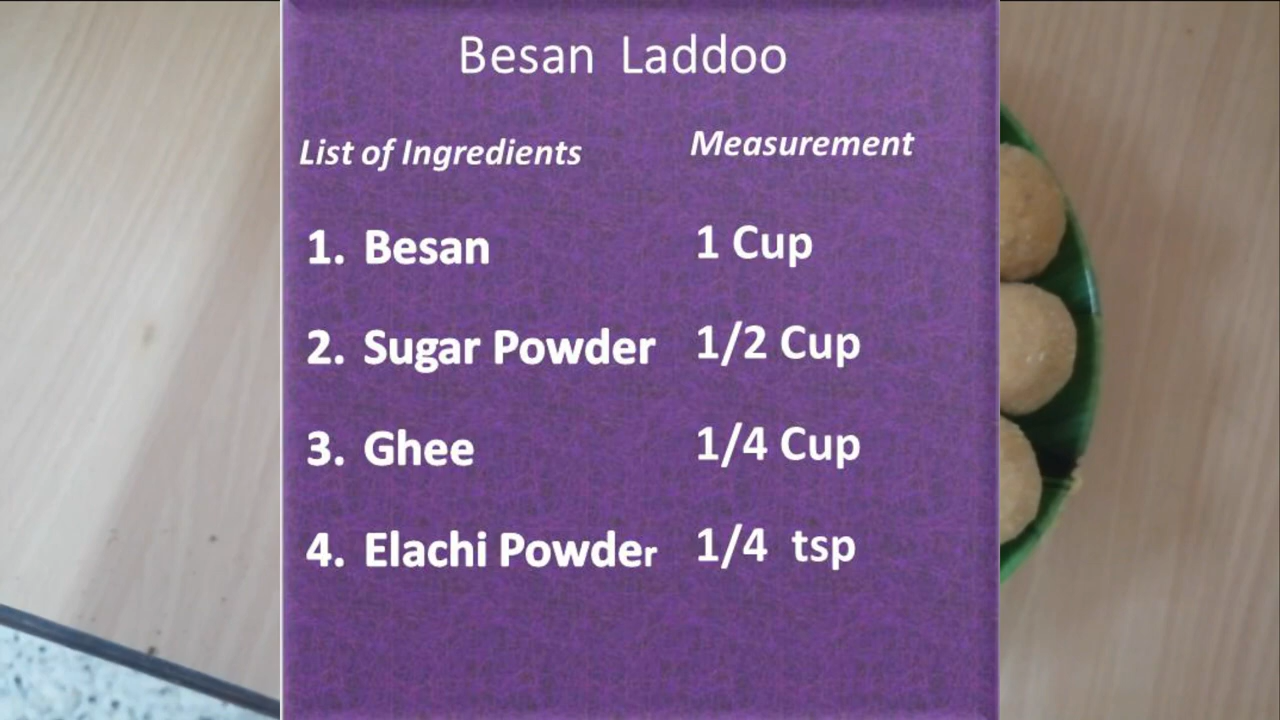 Besan Laddoo
List of Ingredients Measurement
1. Besan 1 Cup
2. Sugar Powder 1/2 Cup
3. Ghee 1/4 Cup
4. Elachi Powder 1/4 tsp